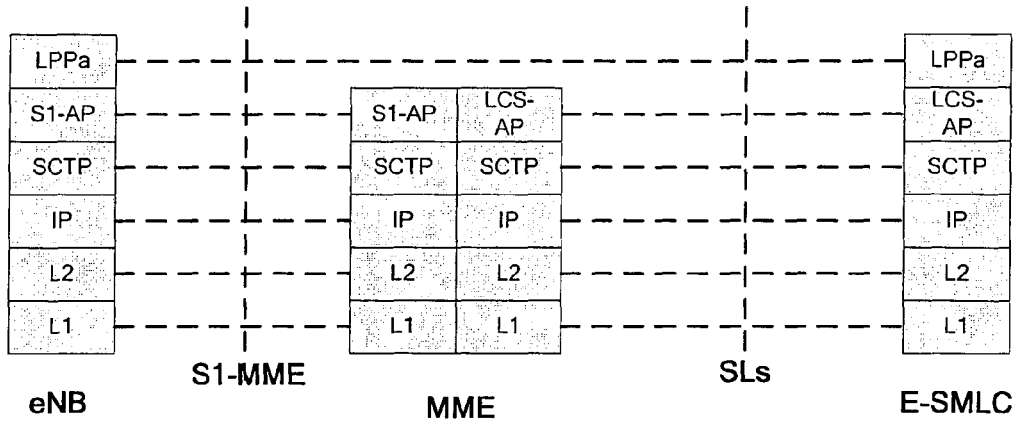 LPPa LPPa
S1-AP S1-AP LCS- LCS-
AP AP
SCTP SCTP SCTP SCTP
IP IP IP IP
L2 L2 L2 L2
L1 L1 L1 L1
S1-MME SLs
eNB MME E-SMLC